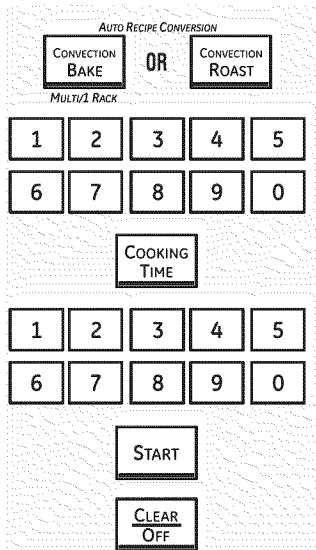 AUTO RECIPE CONVERSION
CONVECTION BAKE OR CONVECTION ROAST
MULTI/1 RACK
1 2 3 4 5
6 7 8 9 0
COOKING TIME
1 2 3 4 5
6 7 8 9 0
START
CLEAR
OFF